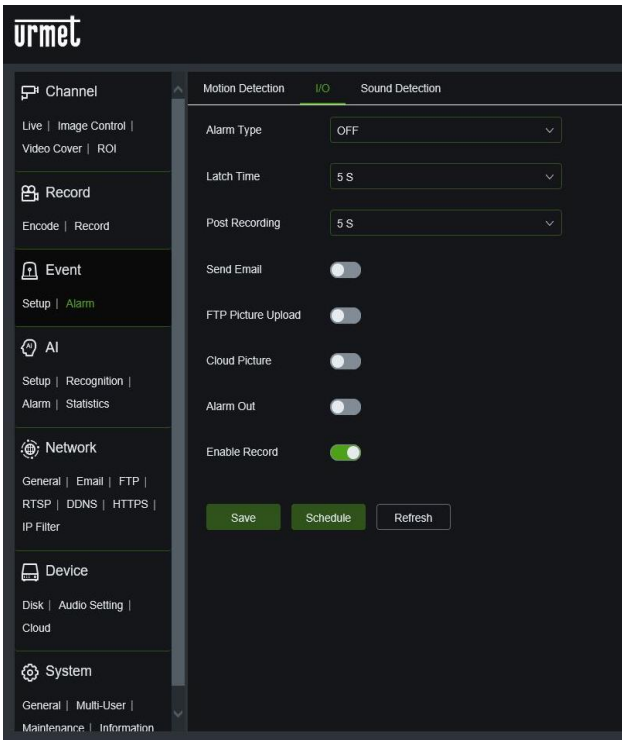 urmet
Channel
Live | Image Control |
Video Cover | ROI
Record
Encode | Record
Event
Setup | Alarm
AI
AI
Setup | Recognition |
Alarm | Statistics
Network
General | Email | FTP |
RTSP | DDNS | HTTPS |
IP Filter
Device
Disk | Audio Setting |
Cloud
System
General | Multi-User |
Maintenance | Information
Motion Detection I/O Sound Detection
Alarm Type OFF
Latch Time 5 S
Post Recording 5 S
Send Email
FTP Picture Upload
Cloud Picture
Alarm Out
Enable Record
Save Schedule Refresh